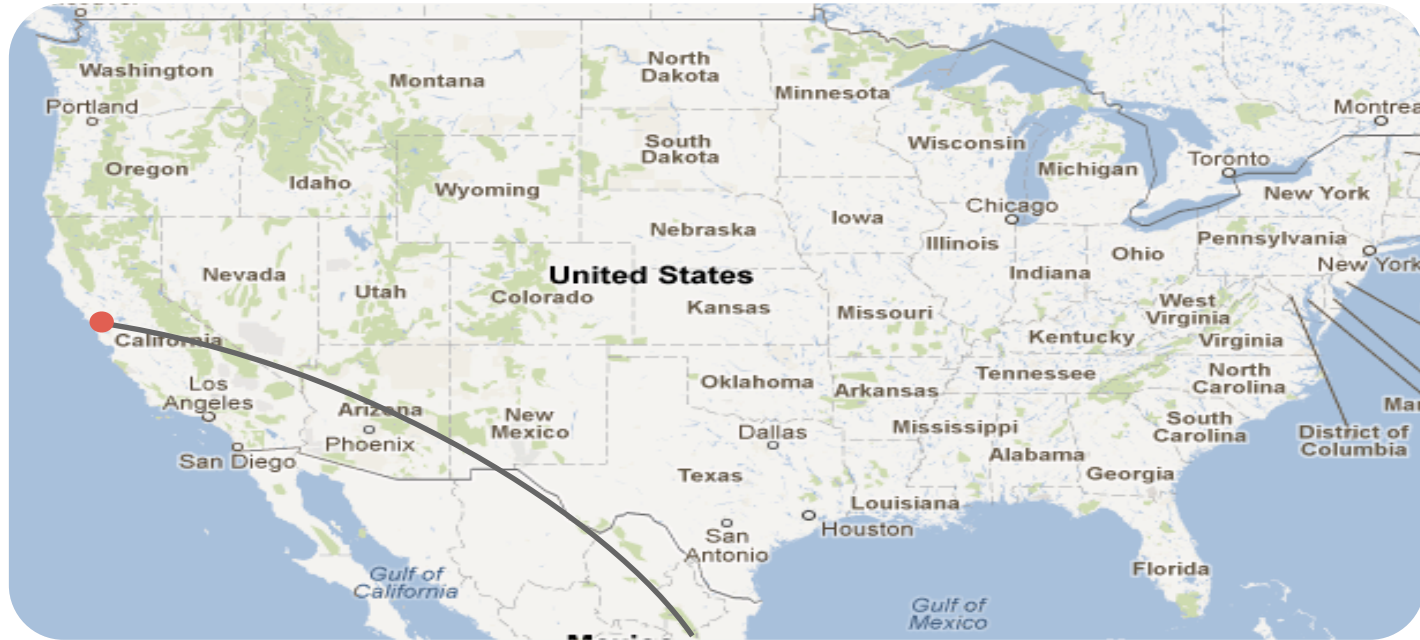 North
Dakota
Washington
Montana
Minnesota
Portland
Montrea
South
Dakota
Wisconsin
Oregon
Michigan
Toronto
Idaho
Wyoming
New York
Chicago
Iowa
Nebraska
Illinois
Pennsylvania
Ohio
New York
Nevada
United States
Indiana
Utah
Colorado
Kansas
Missouri
West
Virginia
Kentucky
Virginia
California
Tennessee
North
Carolina
Los
Angeles
Oklahoma
Arkansas
Arizona
New
Mexico
Mar
South
Carolina
Phoenix
Dallas
Mississippi
District of
Columbia
San Diego
Alabama
Texas
Georgia
Louisiana
Houston
San
Antonio
Gulf of
California
Florida
Gulf of
Mexico